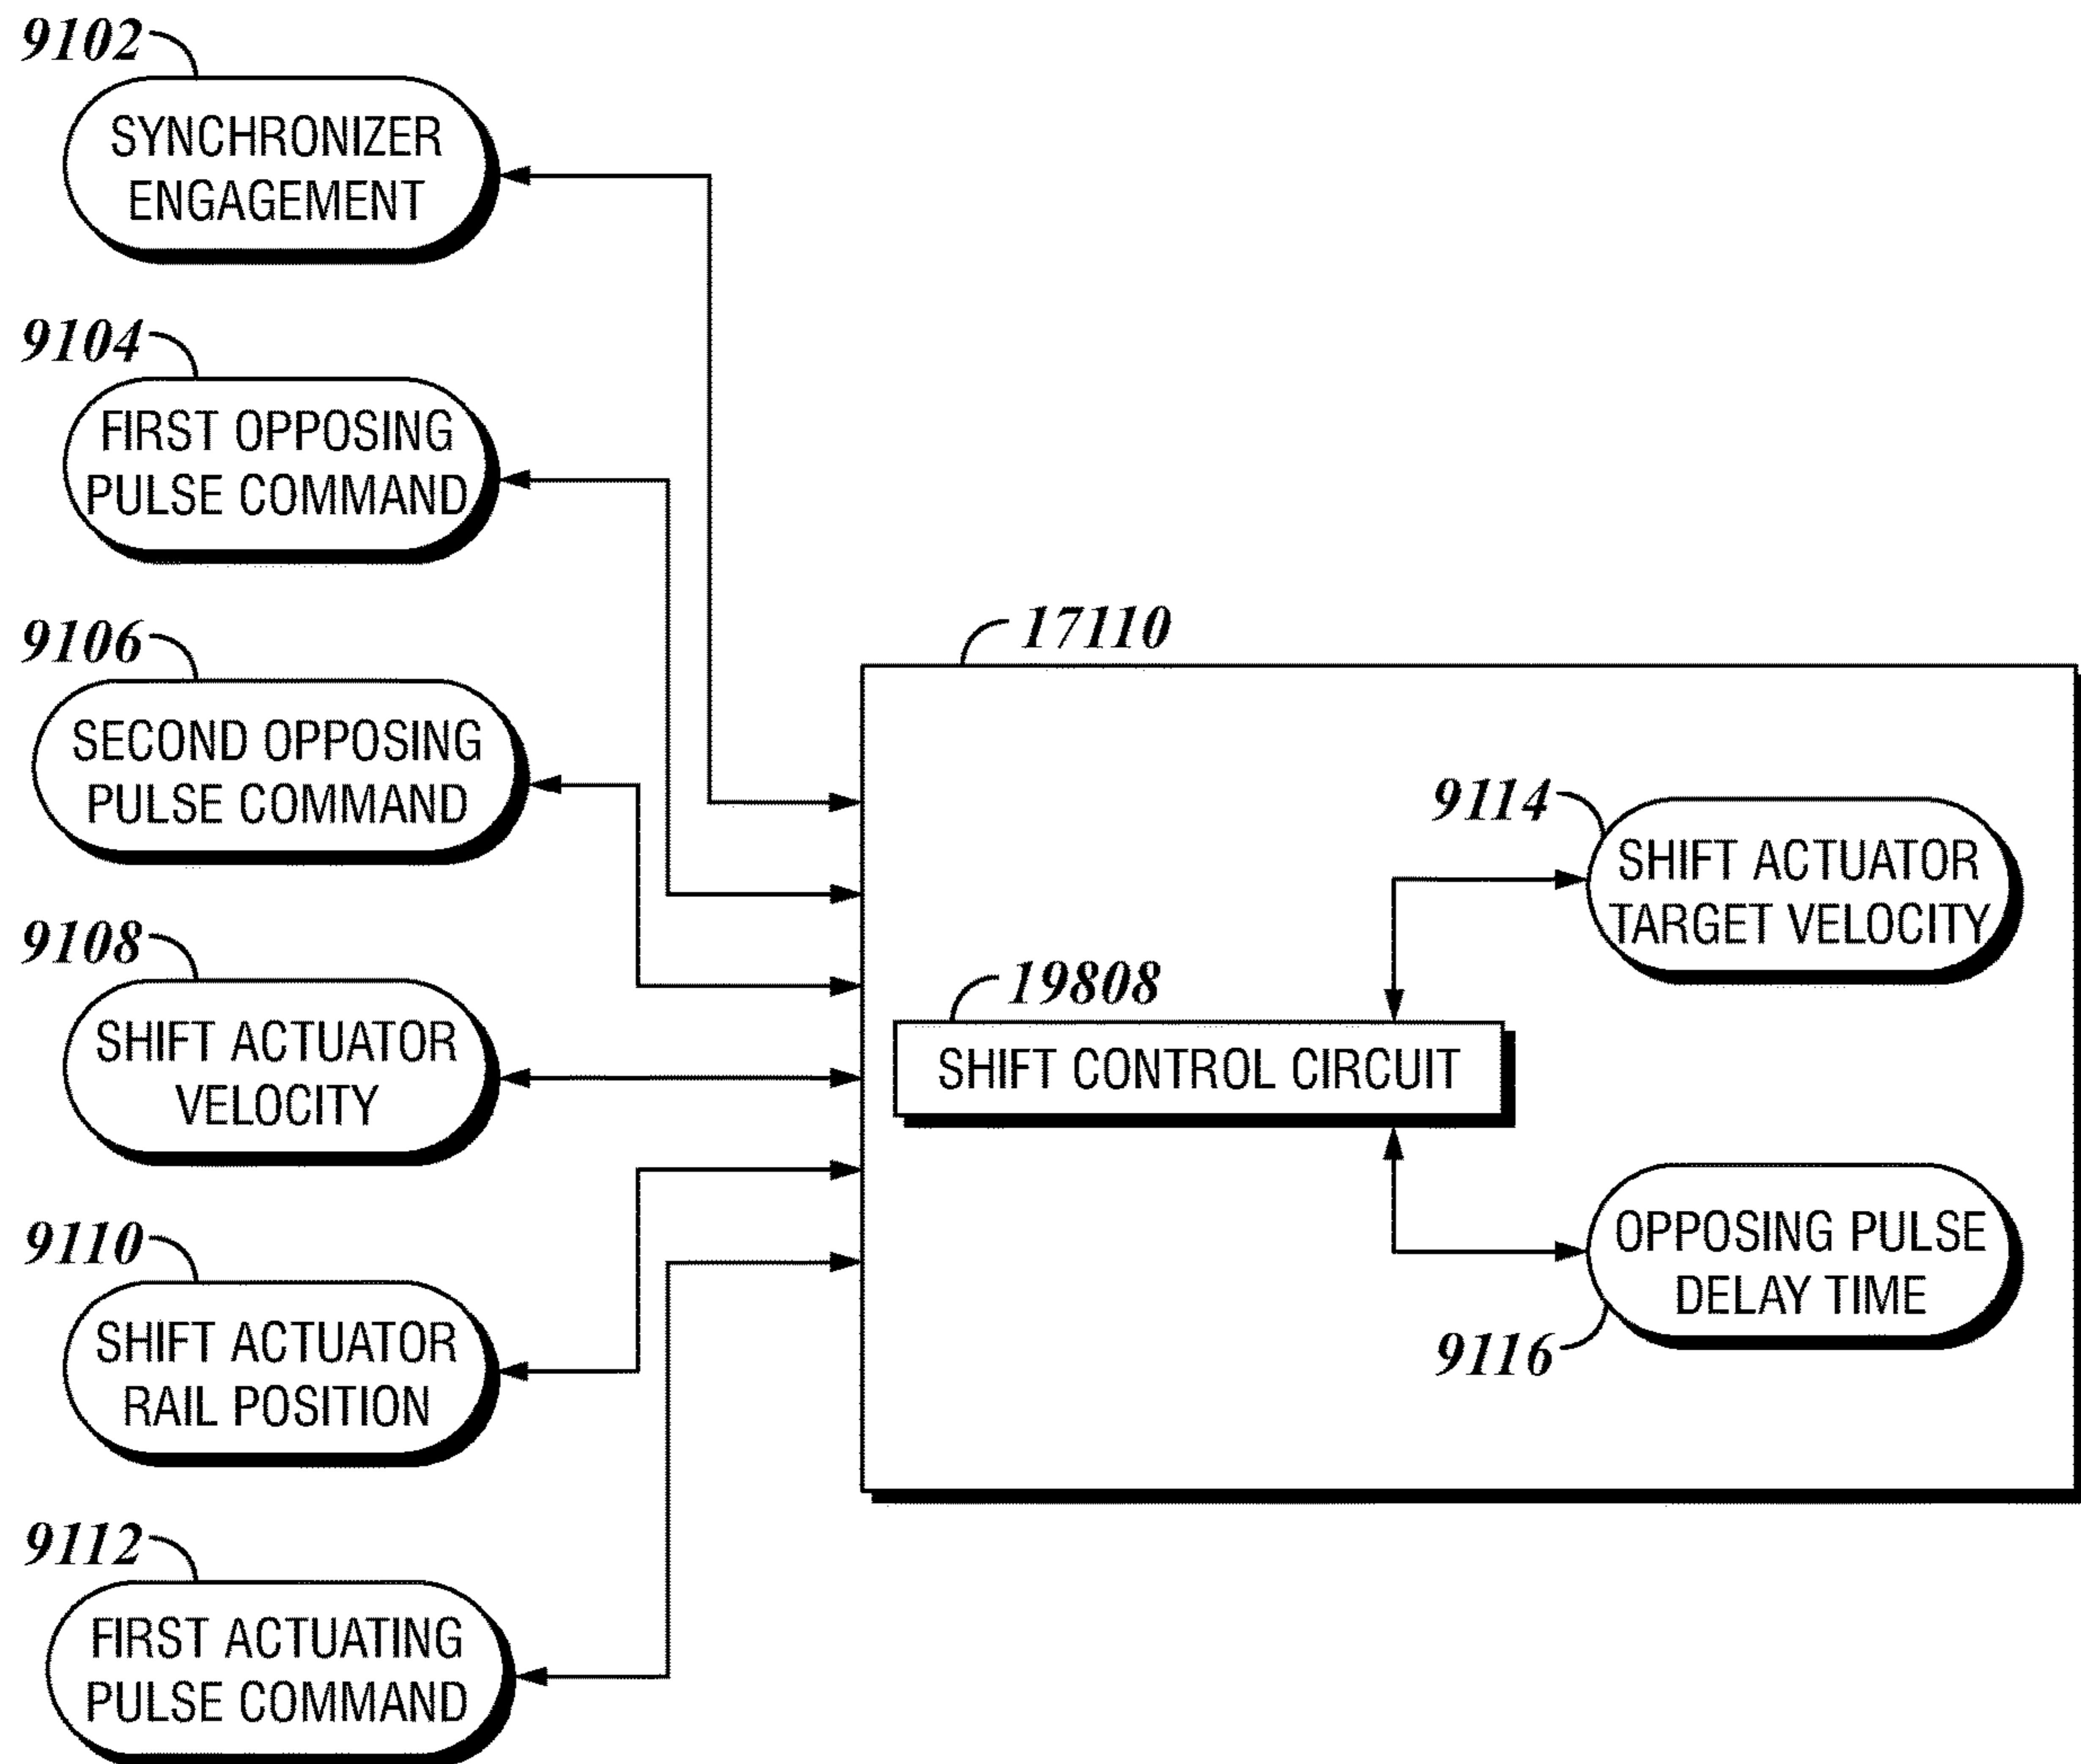 9102
SYNCHRONIZER
ENGAGEMENT
9104
FIRST OPPOSING
PULSE COMMAND
9106
SECOND OPPOSING
PULSE COMMAND
9108
SHIFT ACTUATOR
VELOCITY
9110
SHIFT ACTUATOR
RAIL POSITION
9112
FIRST ACTUATING
PULSE COMMAND
17110
9114
SHIFT ACTUATOR
TARGET VELOCITY
19808
SHIFT CONTROL CIRCUIT
OPPOSING PULSE
DELAY TIME
9116